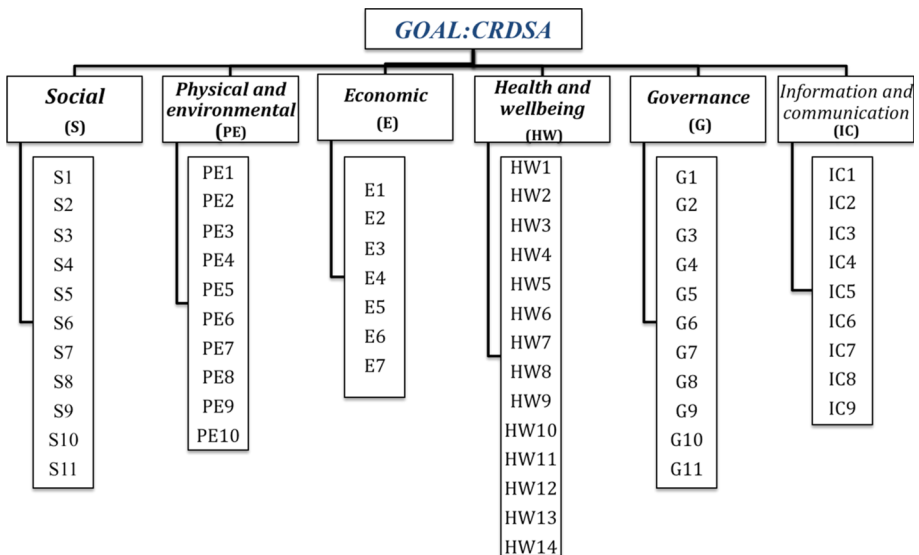 GOAL:CRDSA
Social
(S)
Physical and
environmental
(PE)
Economic
(E)
Health and
wellbeing
(HW)
Governance
(G)
Information and
communication
(IC)
S1
S2
S3
S4
S5
S6
S7
S8
S9
S10
S11
PE1
PE2
PE3
PE4
PE5
PE6
PE7
PE8
PE9
PE10
E1
E2
E3
E4
E5
E6
E7
HW1
HW2
HW3
HW4
HW5
HW6
HW7
HW8
HW9
HW10
HW11
HW12
HW13
HW14
G1
G2
G3
G4
G5
G6
G7
G8
G9
G10
G11
IC1
IC2
IC3
IC4
IC5
IC6
IC7
IC8
IC9